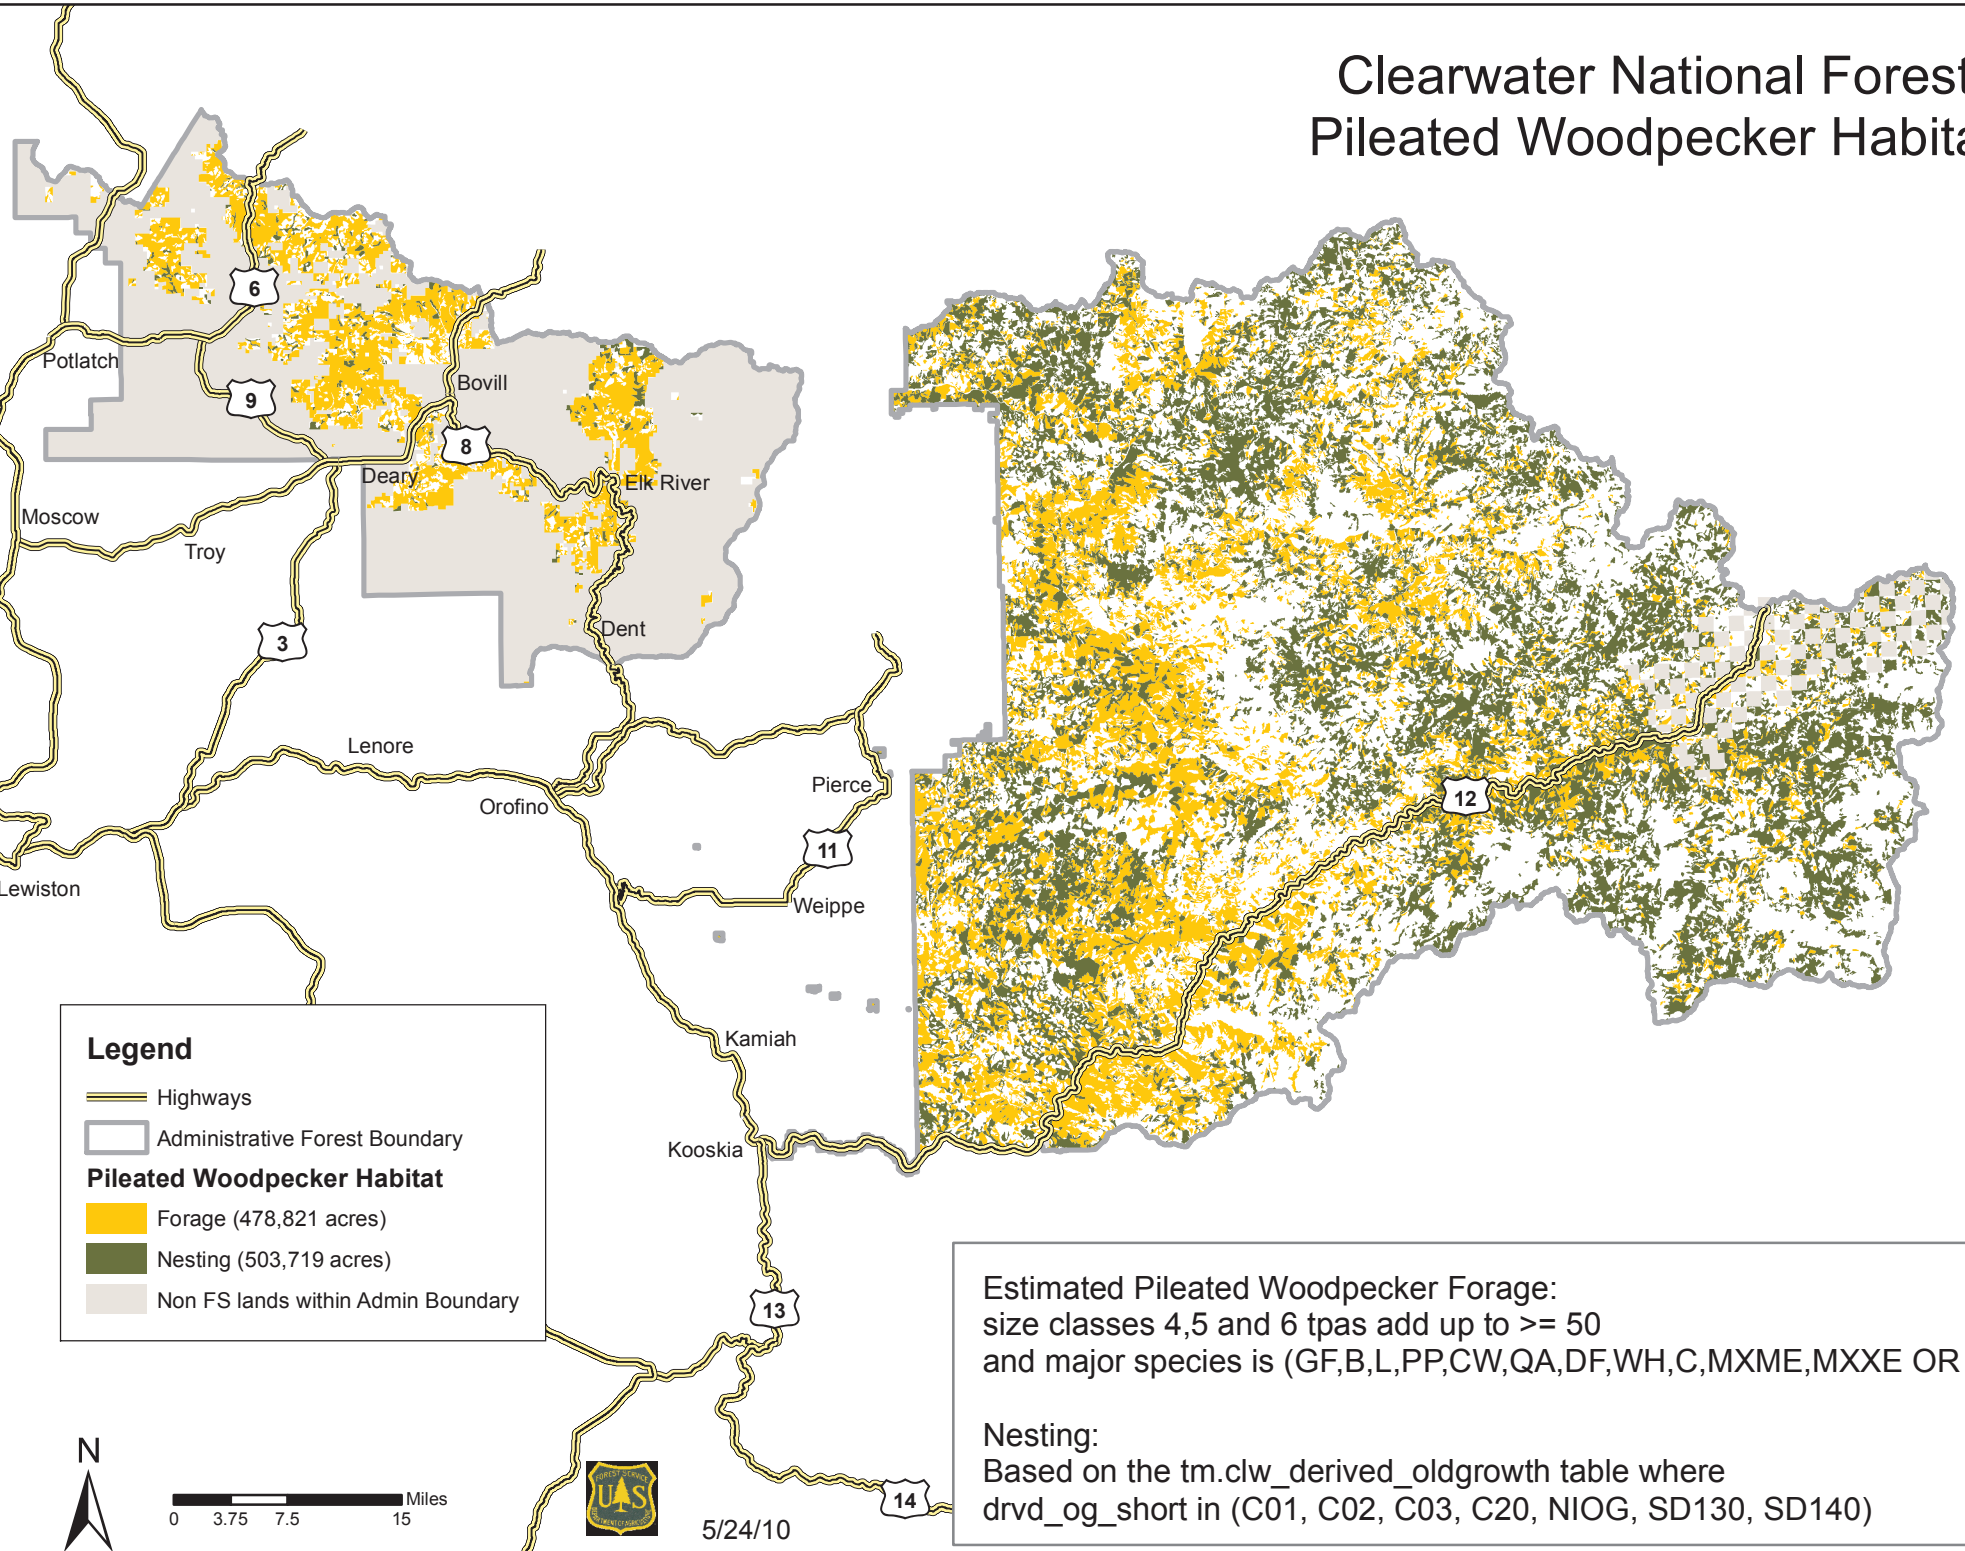 Clearwater National Forest
Pileated Woodpecker Habita
6
Potlatch
Bovill
9
8
Deary
Elk River
Moscow
Troy
3
Dent
Lenore
Pierce
12
Orofino
11
Lewiston
Weippe
Kamiah
Legend
Highways
Administrative Forest Boundary
Kooskia
Pileated Woodpecker Habitat
Forage (478,821 acres)
Nesting (503,719 acres)
Non FS lands within Admin Boundary
13
Estimated Pileated Woodpecker Forage:
size classes 4,5 and 6 tpas add up to >= 50
and major species is (GF,B,L,PP,CW,QA,DF,WH,C,MXME,MXXE OR
Nesting:
Based on the tm.clw_derived_oldgrowth table where
drvd_og_short in (C01, C02, C03, C20, NIOG, SD130, SD140)
N
Miles
0 3.75 7.5 15
FOREST SERVICE
U S
DEPARTMENT OF AGRICULTURE
5/24/10
14